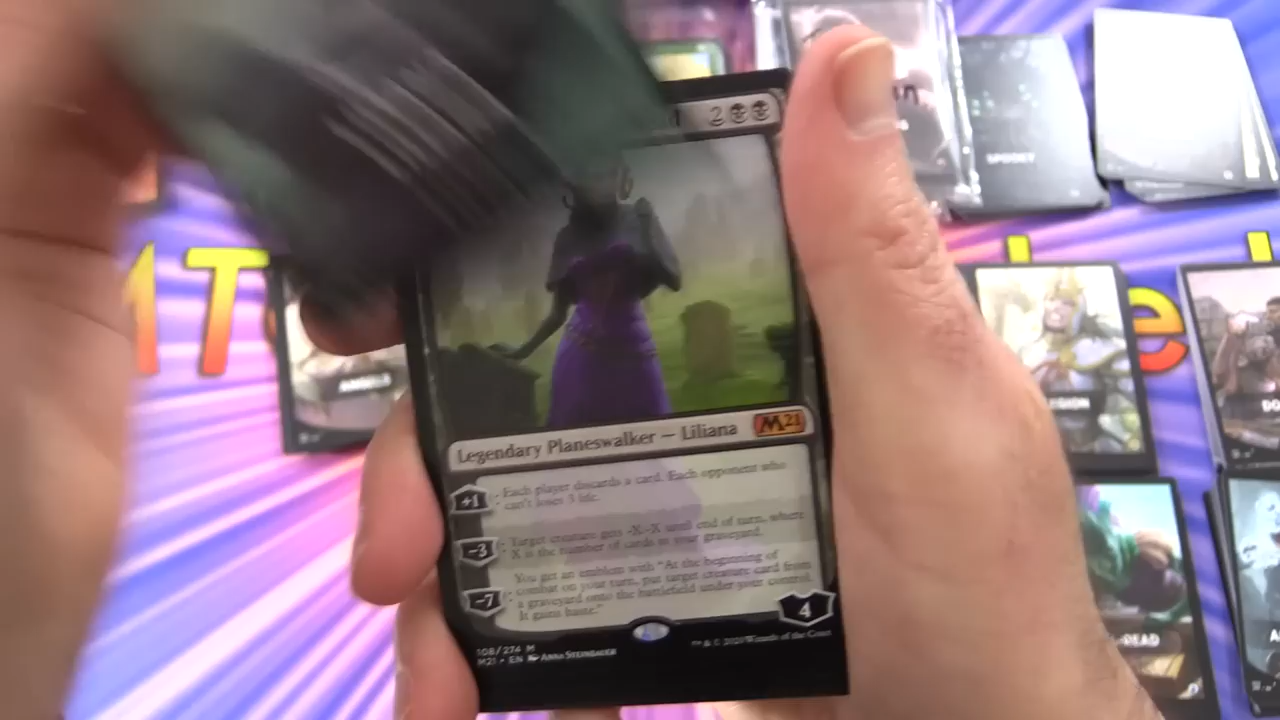 2
SPOOKY
MT
ANGELS
Legendary Planeswalker — Liliana M21
+1: Each player discards a card. Each opponent who
can't loses 3 life.
−3: Target creature gets -X/-X until end of turn, where
X is the number of cards in your graveyard.
−7: You get an emblem with "At the beginning of
combat on your turn, put target creature card from
a graveyard onto the battlefield under your control.
It gains haste."
4
108/274 M
M21 • EN Anna Steinbauer
™ & © 2020 Wizards of the Coast